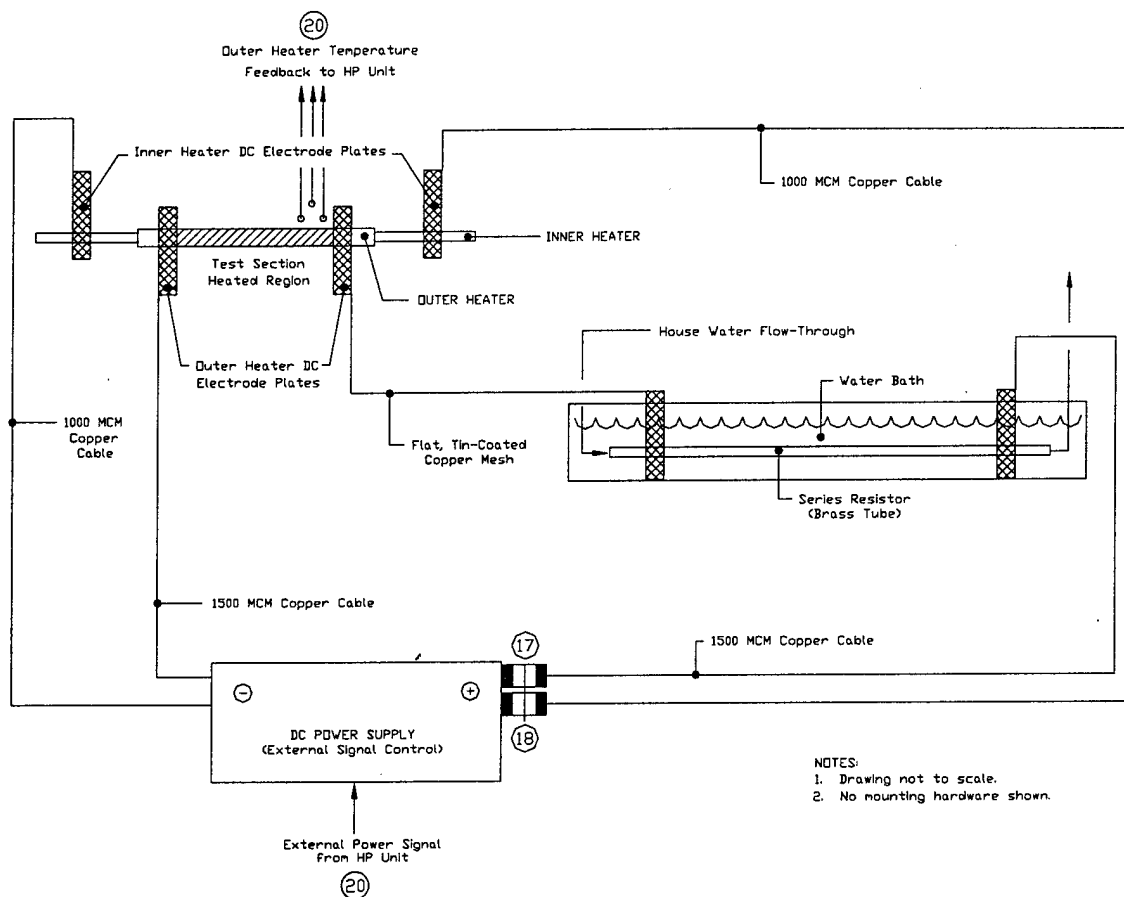 20
Outer Heater Temperature
Feedback to HP Unit
Inner Heater DC Electrode Plates
1000 MCM Copper Cable
INNER HEATER
Test Section
Heated Region
OUTER HEATER
House Water Flow-Through
Outer Heater DC
Electrode Plates
Water Bath
1000 MCM
Copper
Cable
Flat, Tin-Coated
Copper Mesh
Series Resistor
(Brass Tube)
1500 MCM Copper Cable
17
1500 MCM Copper Cable
-
+
DC POWER SUPPLY
(External Signal Control)
18
NOTES:
1. Drawing not to scale.
2. No mounting hardware shown.
External Power Signal
from HP Unit
20